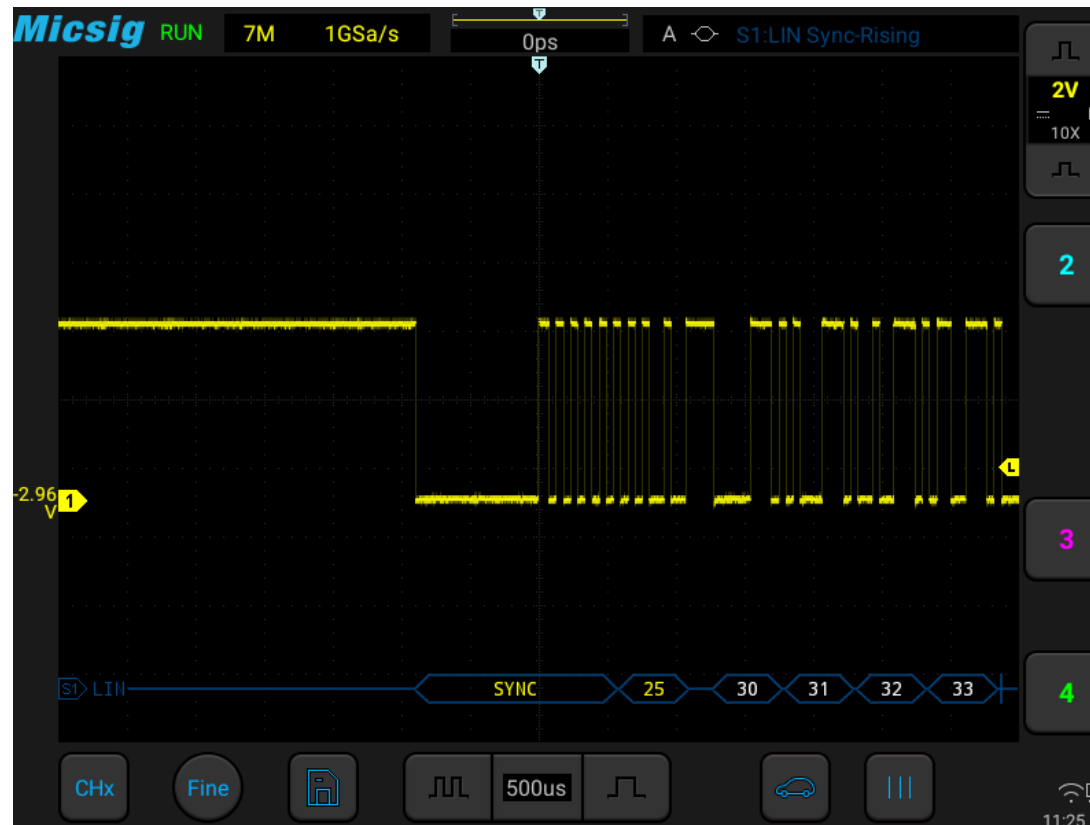 Micsig RUN 7M 1GSa/s 0ps A S1:LIN Sync-Rising
T
T
2V
10X
2
L
-2.96
V
1
3
S1 LIN SYNC 25 30 31 32 33
4
CHx Fine 500us
11:25